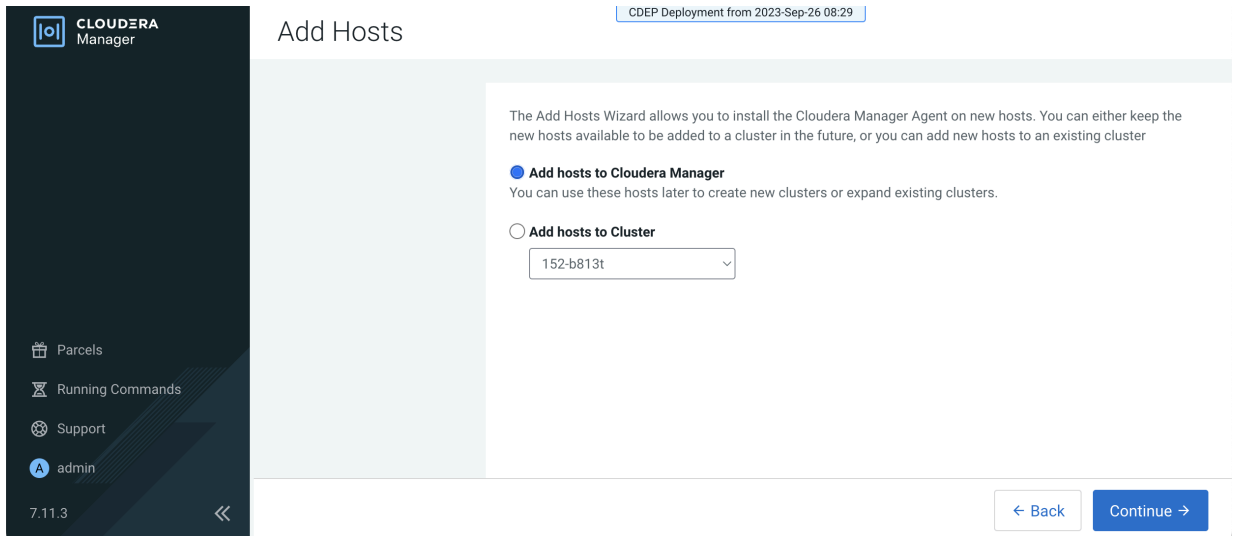 CLOUDERA
Manager
Add Hosts
CDEP Deployment from 2023-Sep-26 08:29
The Add Hosts Wizard allows you to install the Cloudera Manager Agent on new hosts. You can either keep the
new hosts available to be added to a cluster in the future, or you can add new hosts to an existing cluster
Add hosts to Cloudera Manager
You can use these hosts later to create new clusters or expand existing clusters.
Add hosts to Cluster
152-b813t
Parcels
Running Commands
Support
A admin
7.11.3
Back
Continue